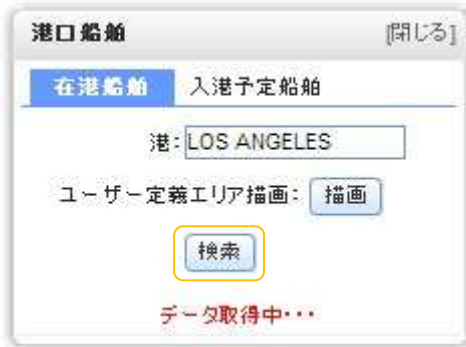 港口船舶 [閉じる]
在港船舶 入港予定船舶
港:LOS ANGELES
ユーザー定義エリア描画: 描画
検索
データ取得中・・・